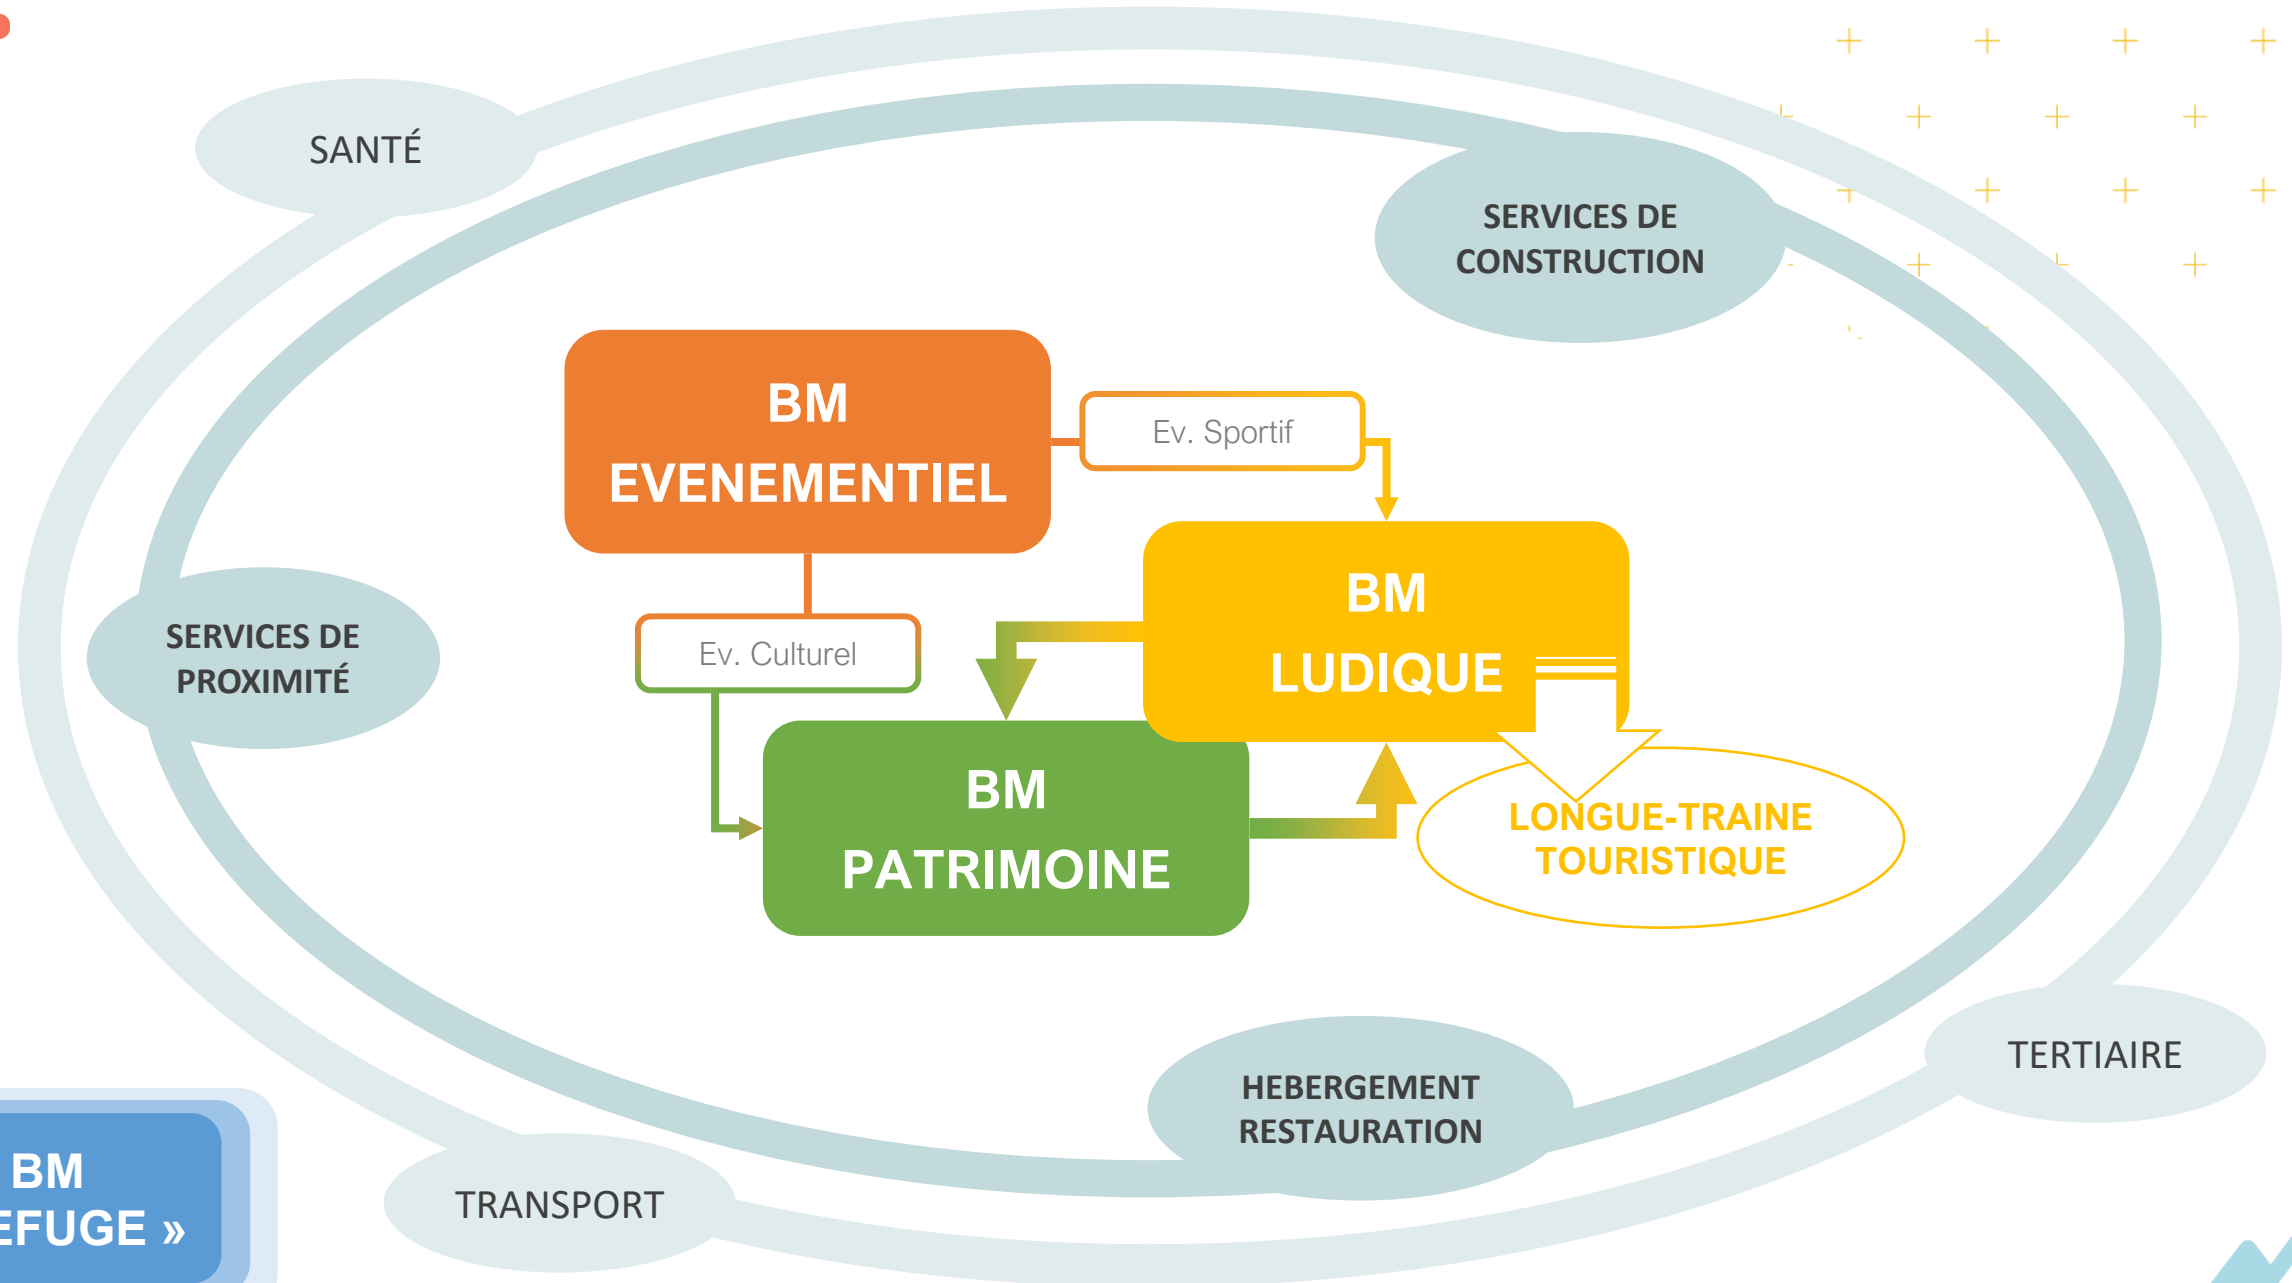 SANTÉ
SERVICES DE
CONSTRUCTION
BM
EVENEMENTIEL
Ev. Sportif
BM
LUDIQUE
SERVICES DE
PROXIMITÉ
Ev. Culturel
BM
PATRIMOINE
LONGUE-TRAINE
TOURISTIQUE
HEBERGEMENT
RESTAURATION
TERTIAIRE
TRANSPORT
BM
EFUGE »